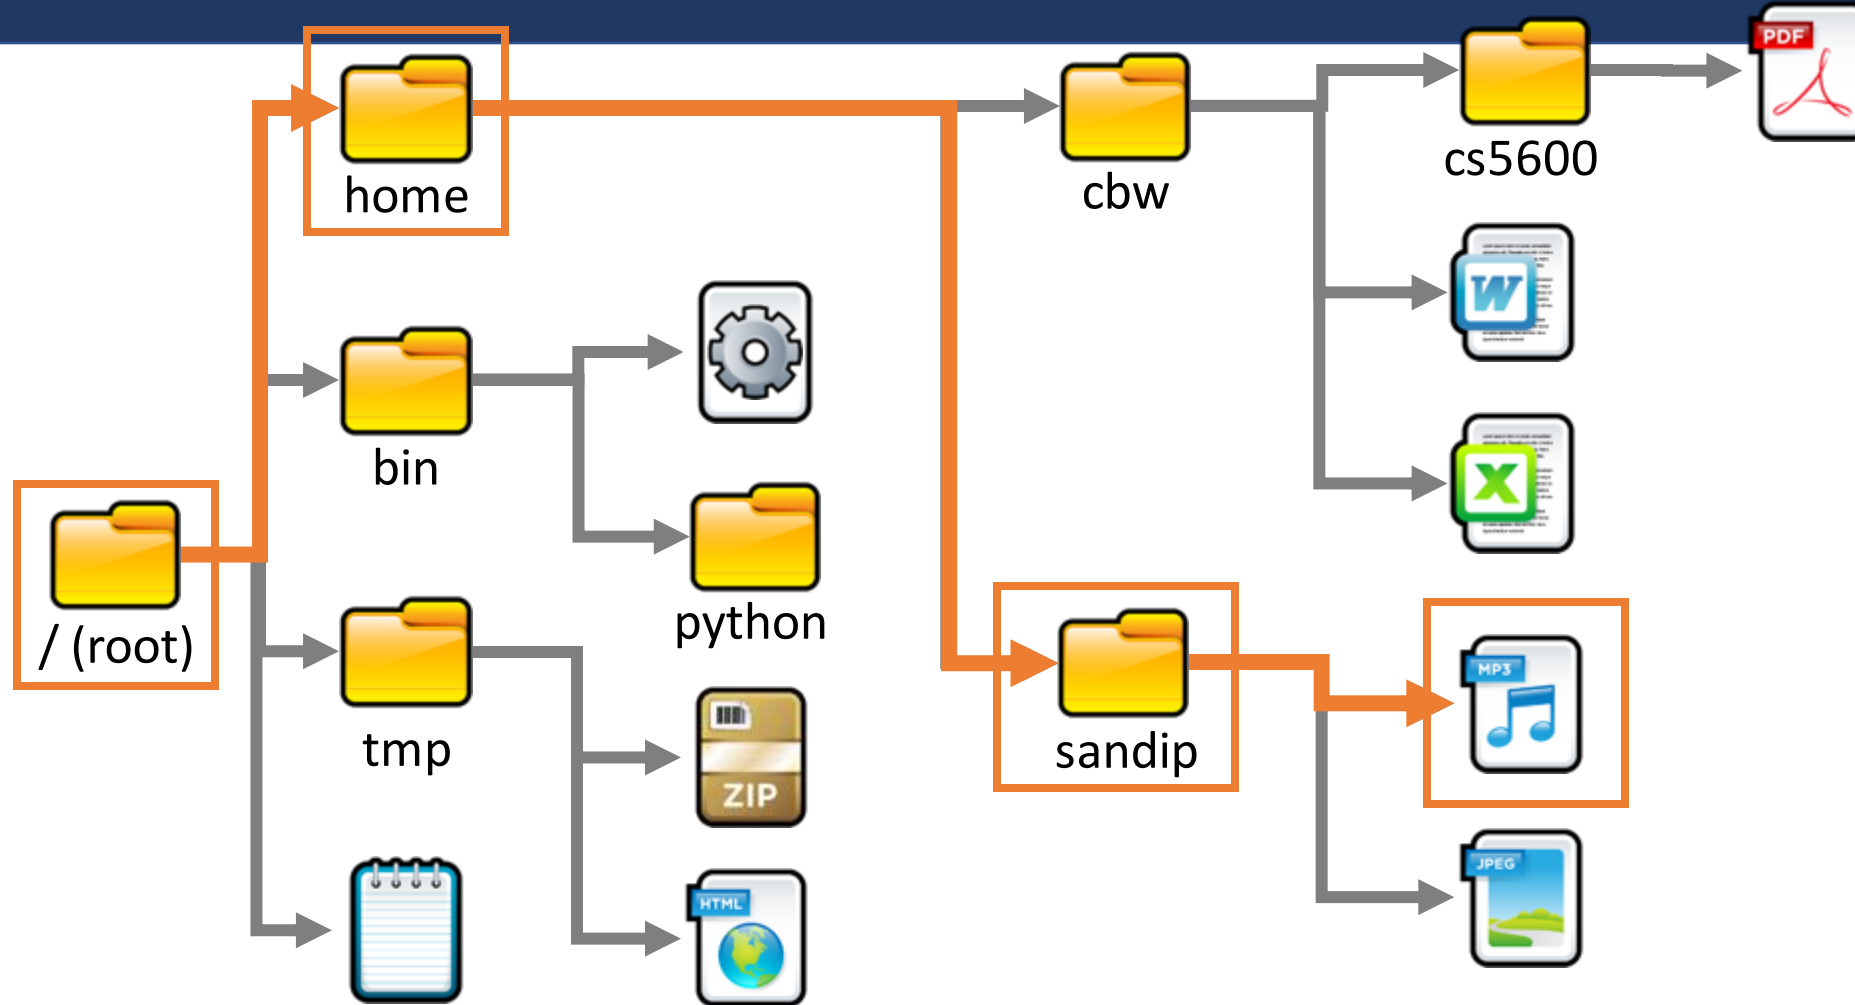 PDF
cs5600
home
cbw
W
bin
X
/ (root)
python
MP3
tmp
sandip
ZIP
JPEG
HTML